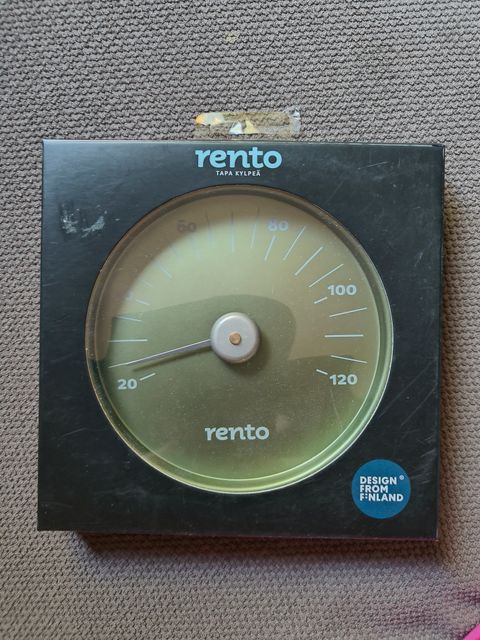 rento
TAPA KYLPEÄ
60
80
100
20
120
rento
DESIGN
FROM
FINLAND